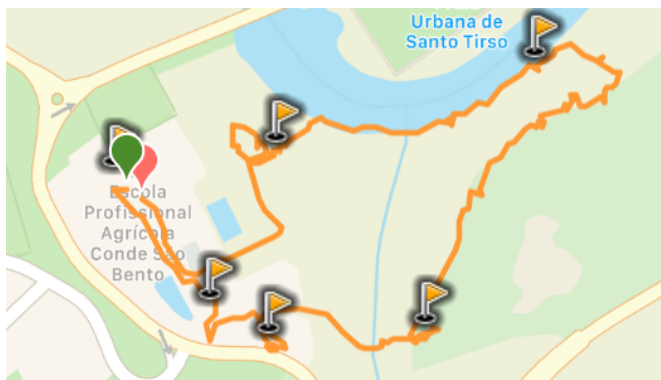 Urbana de
Santo Tirso
Escola
Profissional
Agrícola
Conde São
Bento